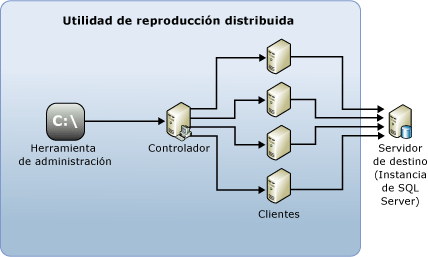 Utilidad de reproducción distribuida
C:\
Herramienta
de administración
Controlador
Clientes
Servidor
de destino
(Instancia
de SQL
Server)